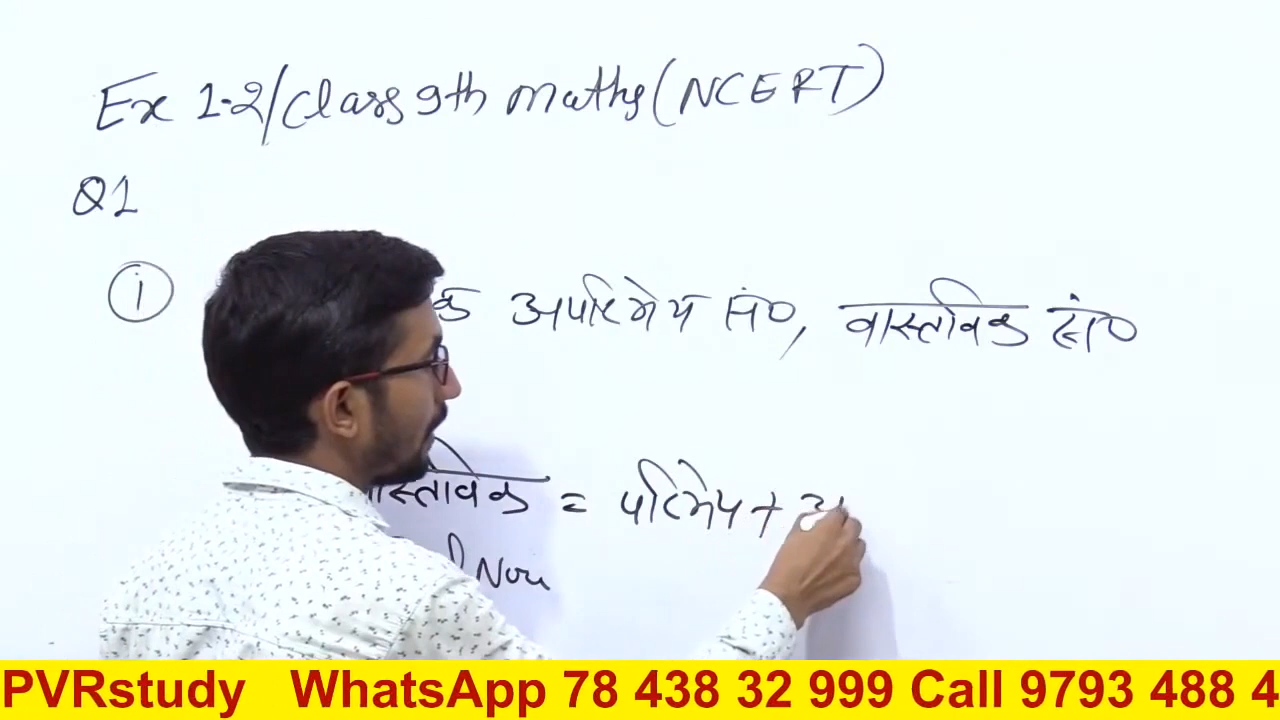 Ex 1.2/Class 9th maths (NCERT)
Q1
i अपरिमेय सं०, वास्तविक सं०
वास्तविक = परिमेय + अ
PVRstudy WhatsApp 78 438 32 999 Call 9793 488 4